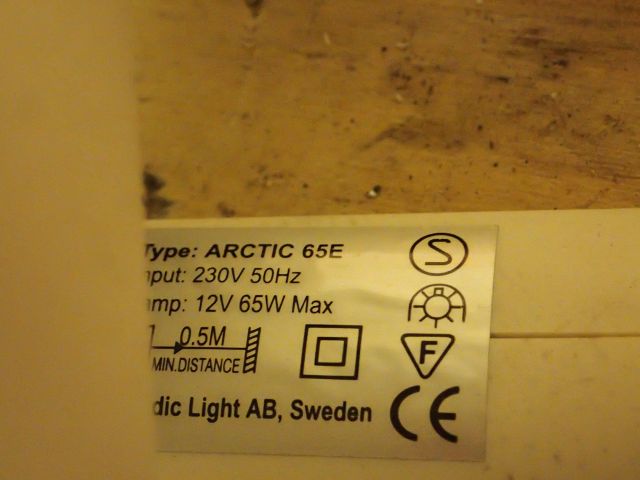 Type: ARCTIC 65E
nput: 230V 50Hz
amp: 12V 65W Max
0.5M
MIN.DISTANCE
dic Light AB, Sweden
S
F
CE